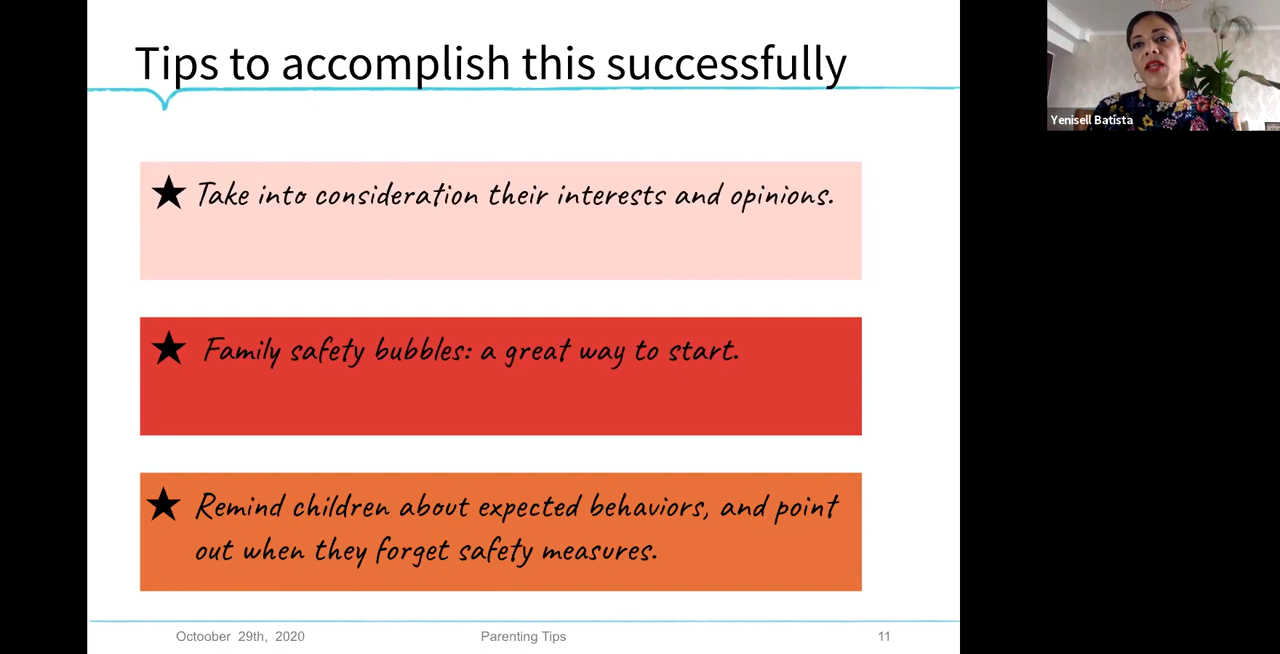 Tips to accomplish this successfully
Yenisell Batista
★ Take into consideration their interests and opinions.
★ Family safety bubbles: a great way to start.
★ Remind children about expected behaviors, and point
out when they forget safety measures.
Octoober 29th, 2020
Parenting Tips
11